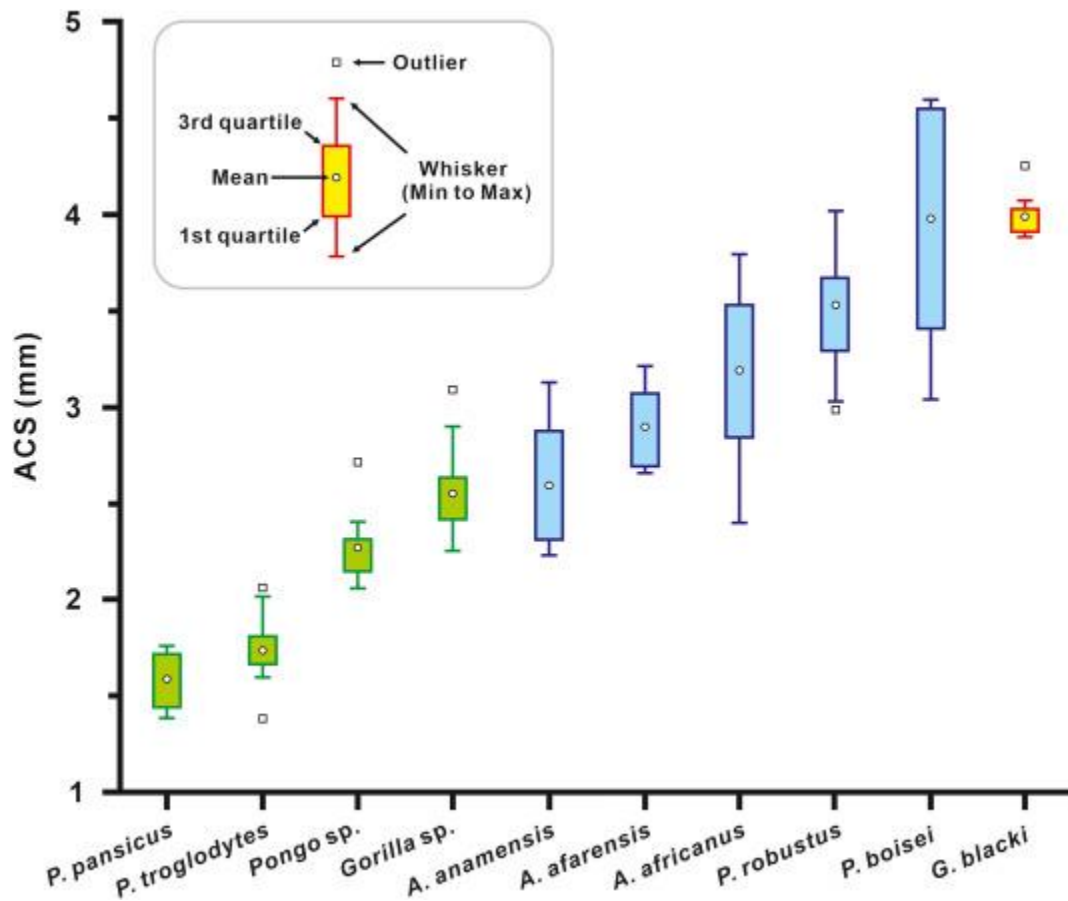 5
Outlier
3rd quartile
Mean
Whisker
(Min to Max)
1st quartile
4
3
ACS (mm)
2
1
P. pansicus
P. troglodytes
Pongo sp.
Gorilla sp.
A. anamensis
A. afarensis
A. africanus
P. robustus
P. boisei
G. blacki